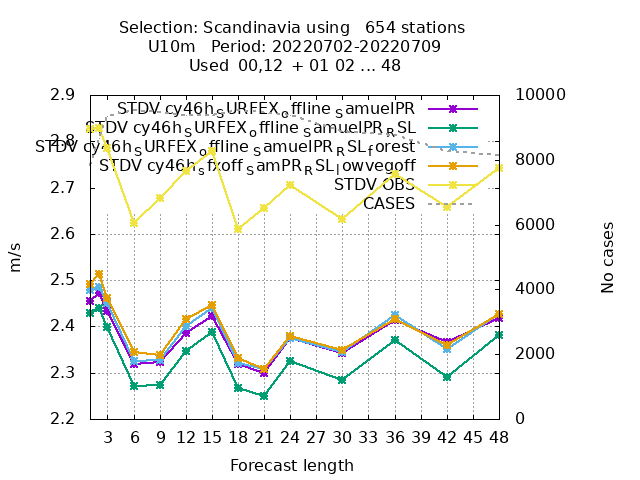 Selection: Scandinavia using 654 stations
U10m Period: 20220702-20220709
Used 00,12 + 01 02 ... 48
2.9
2.8
2.7
2.6
2.5
2.4
2.3
2.2
m/s
STDV cy46h_SURFEX_offline_samuelPR
STDV cy46h_SURFEX_offline_samuelPR_RSL
STDV cy46h_SURFEX_offline_samuelPR_RSL_forest
STDV cy46h_sfxoff_SamPR_RSL_lowvegoff
STDV OBS
CASES
10000
8000
6000
4000
2000
0
No cases
3 6 9 12 15 18 21 24 27 30 33 36 39 42 45 48
Forecast length